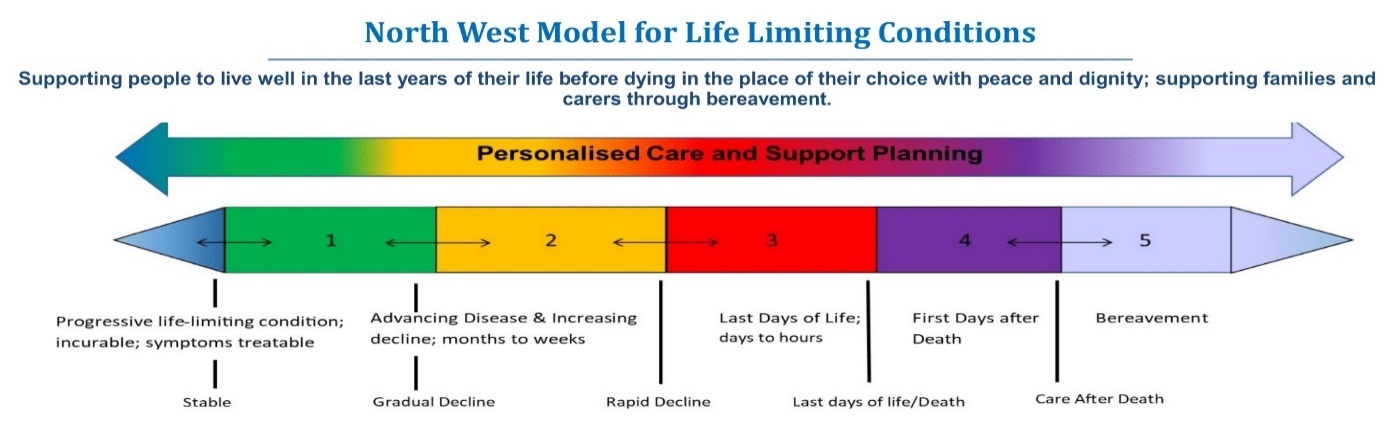 North West Model for Life Limiting Conditions
Supporting people to live well in the last years of their life before dying in the place of their choice with peace and dignity; supporting families and
carers through bereavement.
Personalised Care and Support Planning
1
2
3
4
5
Progressive life-limiting condition;
incurable; symptoms treatable
Advancing Disease & Increasing
decline; months to weeks
Last Days of Life;
days to hours
First Days after
Death
Bereavement
Stable
Gradual Decline
Rapid Decline
Last days of life/Death
Care After Death